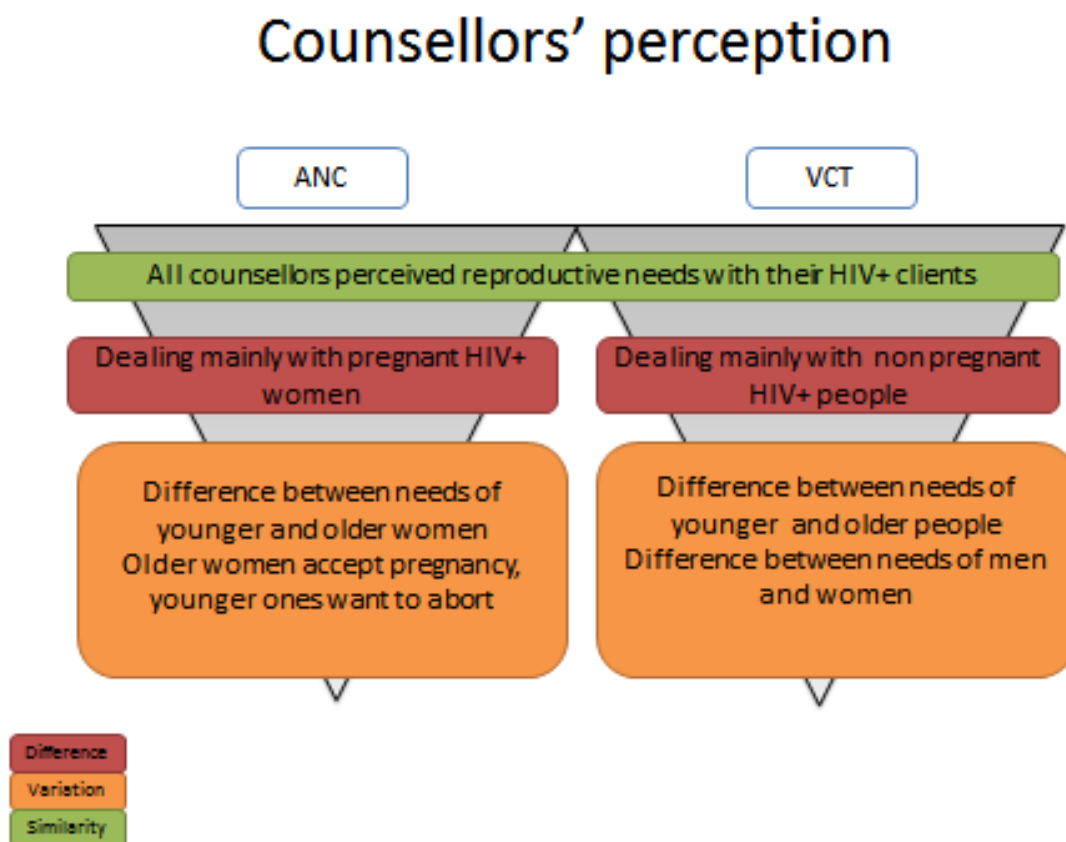 Counsellors' perception
ANC
VCT
All counsellors perceived reproductive needs with their HIV+ clients
Dealing mainly with pregnant HIV+
women
Dealing mainly with non pregnant
HIV+ people
Difference between needs of
younger and older women
Older women accept pregnancy,
younger ones want to abort
Difference between needs of
younger and older people
Difference between needs of men
and women
Difference
Variation
Similarity